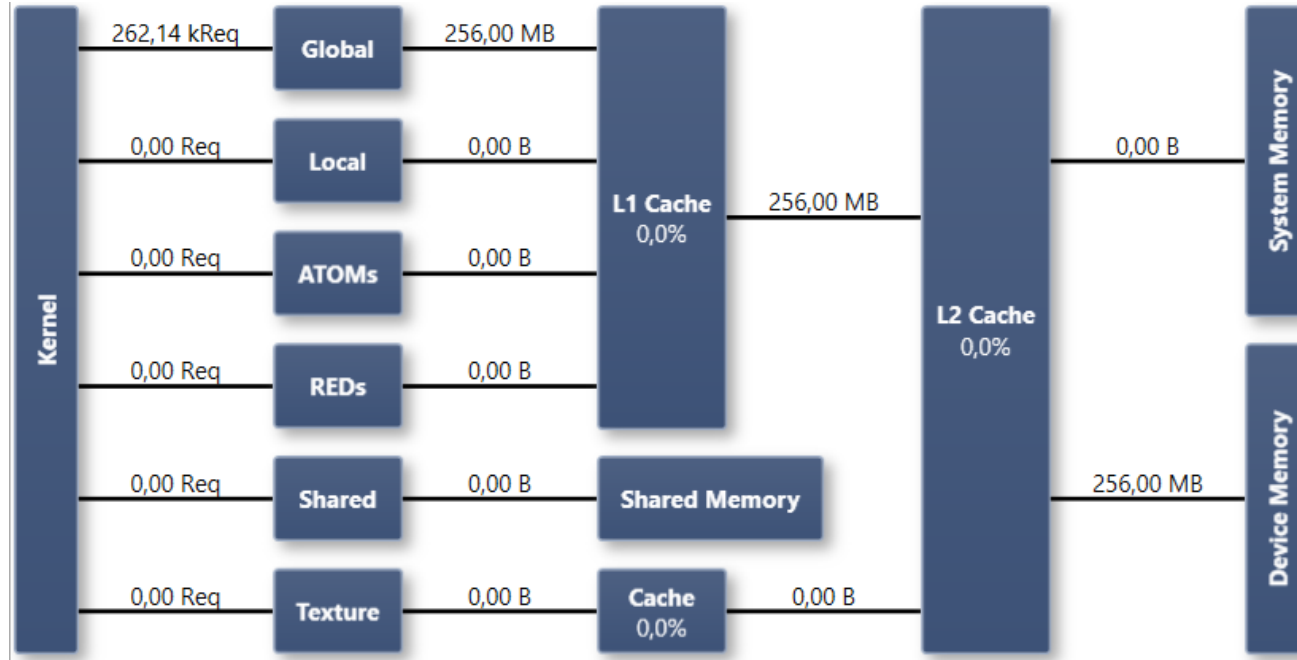 Kernel
262,14 kReq
Global
256,00 MB
0,00 Req
Local
0,00 B
0,00 Req
ATOMs
0,00 B
0,00 Req
REDs
0,00 B
0,00 Req
Shared
0,00 B
0,00 Req
Texture
0,00 B
L1 Cache
0,0%
256,00 MB
Shared Memory
Cache
0,0%
0,00 B
L2 Cache
0,0%
0,00 B
System Memory
256,00 MB
Device Memory